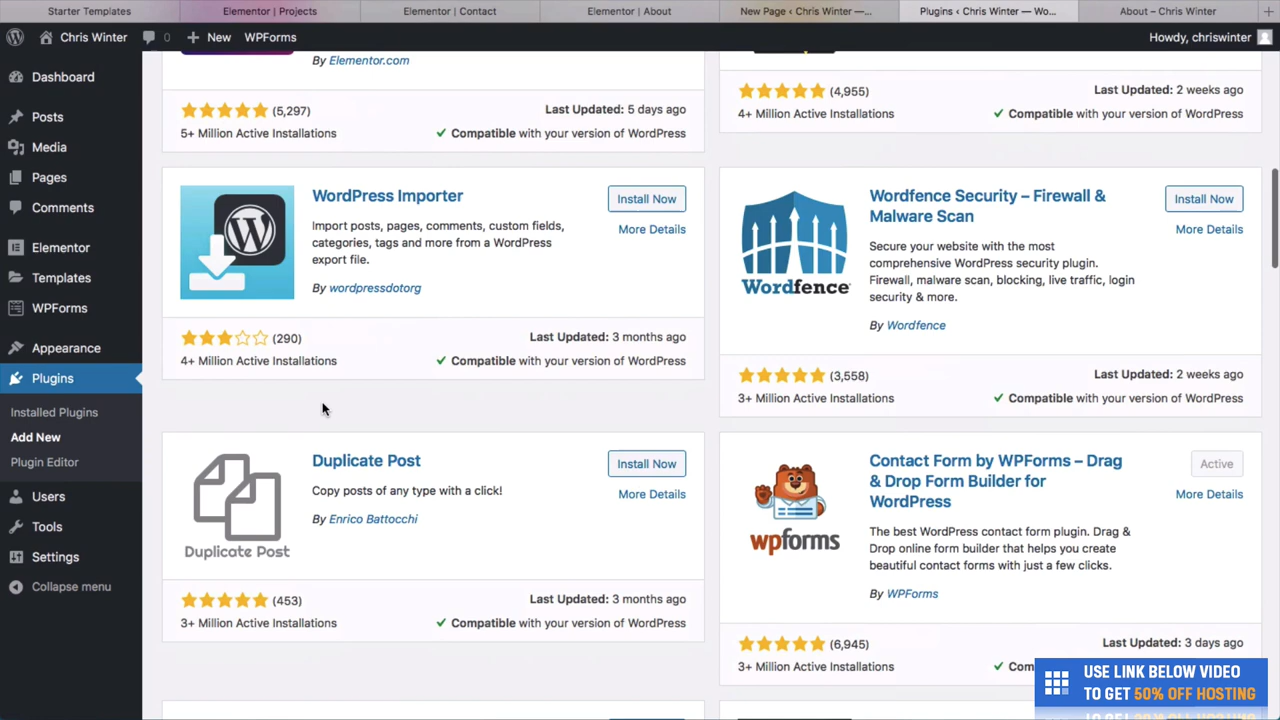 Starter Templates
Elementor | Projects
Elementor | Contact
Elementor | About
New Page ‹ Chris Winter —...
Plugins ‹ Chris Winter — Wo...
About – Chris Winter
Chris Winter
0
New
WPForms
Howdy, chriswinter
Dashboard
Posts
Media
Pages
Comments
Elementor
Templates
WPForms
Appearance
Plugins
Installed Plugins
Add New
Plugin Editor
Users
Tools
Settings
Collapse menu
By Elementor.com
(5,297)
Last Updated: 5 days ago
5+ Million Active Installations
Compatible with your version of WordPress
(4,955)
Last Updated: 2 weeks ago
4+ Million Active Installations
Compatible with your version of WordPress
WordPress Importer
Install Now
More Details
Import posts, pages, comments, custom fields,
categories, tags and more from a WordPress
export file.
By wordpressdotorg
(290)
Last Updated: 3 months ago
4+ Million Active Installations
Compatible with your version of WordPress
Wordfence
Wordfence Security – Firewall &
Malware Scan
Install Now
More Details
Secure your website with the most
comprehensive WordPress security plugin.
Firewall, malware scan, blocking, live traffic, login
security & more.
By Wordfence
(3,558)
Last Updated: 2 weeks ago
3+ Million Active Installations
Compatible with your version of WordPress
Duplicate Post
Duplicate Post
Install Now
More Details
Copy posts of any type with a click!
By Enrico Battocchi
(453)
Last Updated: 3 months ago
3+ Million Active Installations
Compatible with your version of WordPress
wpforms
Contact Form by WPForms – Drag
& Drop Form Builder for
WordPress
Active
More Details
The best WordPress contact form plugin. Drag &
Drop online form builder that helps you create
beautiful contact forms with just a few clicks.
By WPForms
(6,945)
Last Updated: 3 days ago
3+ Million Active Installations
USE LINK BELOW VIDEO
TO GET 50% OFF HOSTING